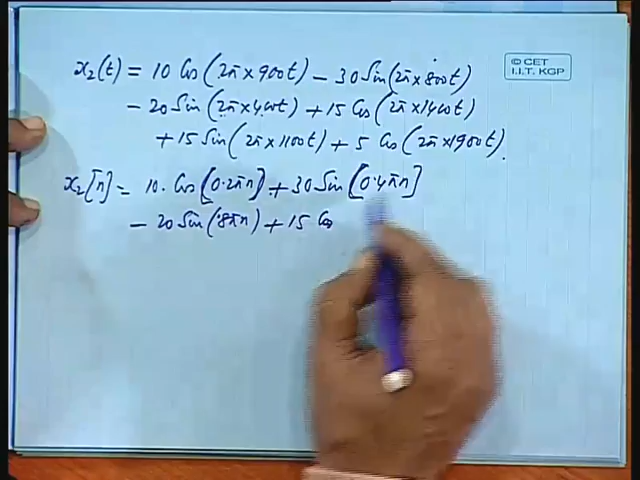 x₂(t) = 10 Cos(2π×900t) − 30 Sin(2π×800t)
© CET
I.I.T. KGP
− 20 Sin(2π×400t) + 15 Cos(2π×1400t)
+ 15 Sin(2π×1100t) + 5 Cos(2π×1900t).
x₂[n] = 10. Cos[0.2πn] + 30 Sin[0.4πn]
− 20 Sin(.8πn) + 15 Cos